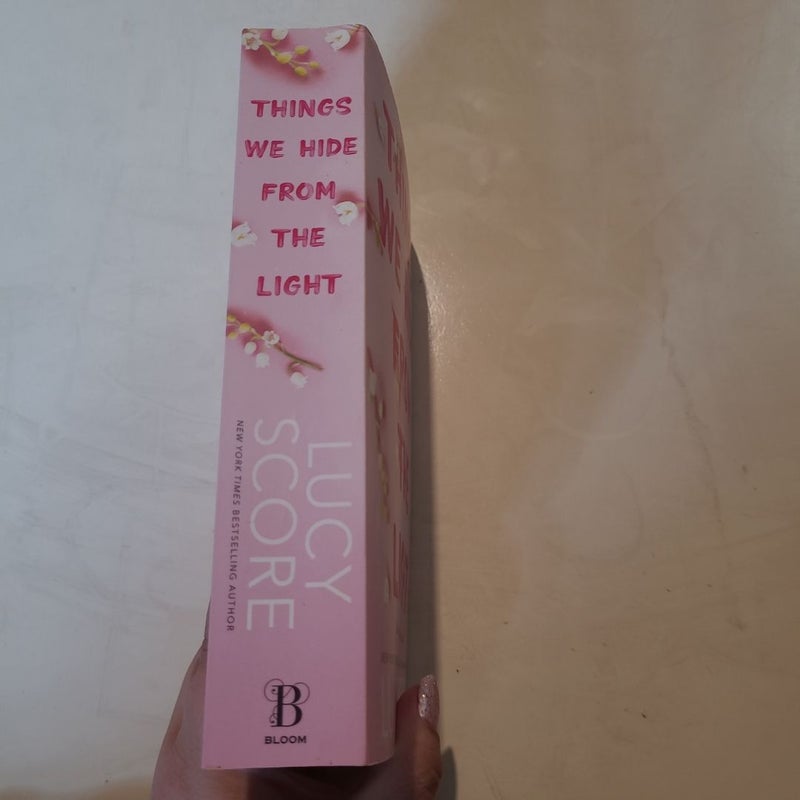 THINGS
WE HIDE
FROM
THE
LIGHT
LUCY
SCORE
NEW YORK TIMES BESTSELLING AUTHOR
B
BLOOM